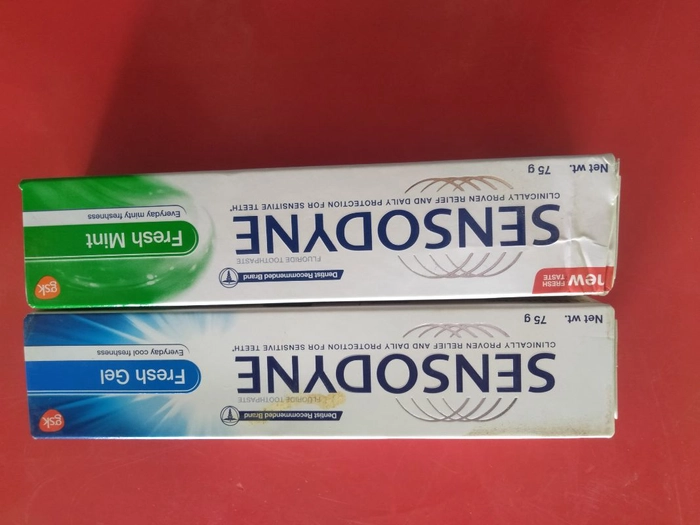 Dentist Recommended Brand
FLUORIDE TOOTHPASTE
SENSODYNE
CLINICALLY PROVEN RELIEF AND DAILY PROTECTION FOR SENSITIVE TEETH*
Net wt. 75 g
gsk
Fresh Gel
Everyday cool freshness
new FRESH
TASTE
Dentist Recommended Brand
FLUORIDE TOOTHPASTE
SENSODYNE
CLINICALLY PROVEN RELIEF AND DAILY PROTECTION FOR SENSITIVE TEETH*
Net wt. 75 g
gsk
Fresh Mint
Everyday minty freshness